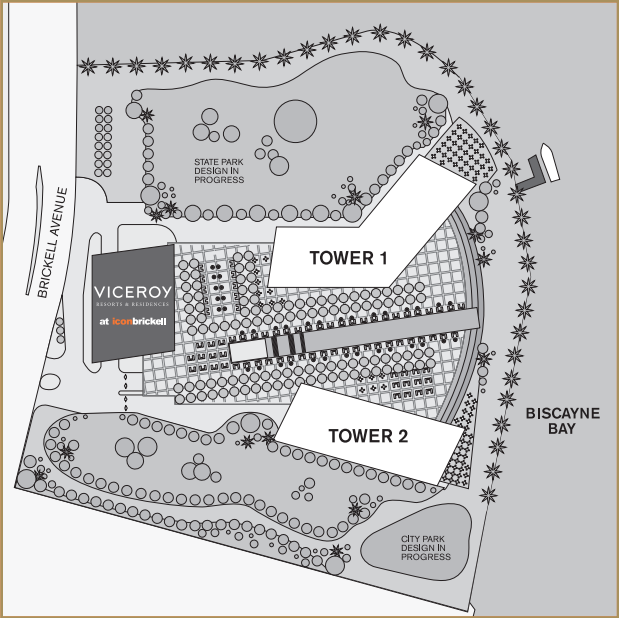 STATE PARK
DESIGN IN
PROGRESS
BRICKELL AVENUE
TOWER 1
VICEROY
RESORTS & RESIDENCES
at iconbrickell
BISCAYNE
BAY
TOWER 2
CITY PARK
DESIGN IN
PROGRESS